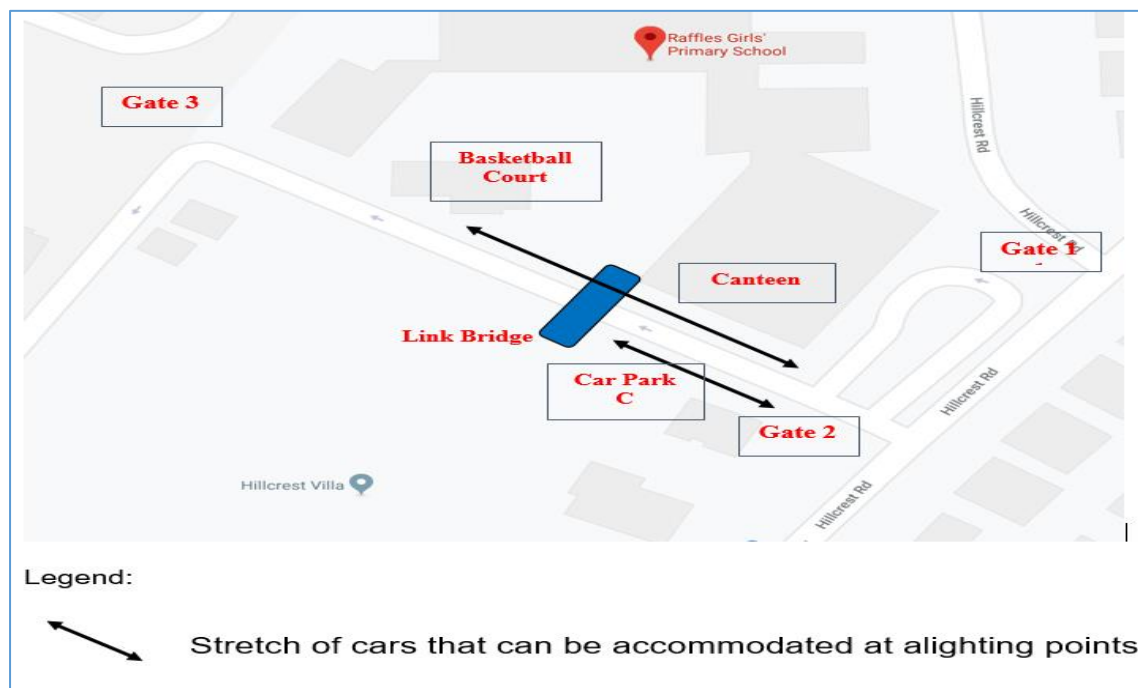 Raffles Girls'
Primary School
Gate 3
Hillcrest Rd
Basketball
Court
Hillcrest Rd
Gate 1
Canteen
Link Bridge
Car Park
C
Hillcrest Rd
Gate 2
Hillcrest Villa
Hillcrest Rd
Legend:
Stretch of cars that can be accommodated at alighting points